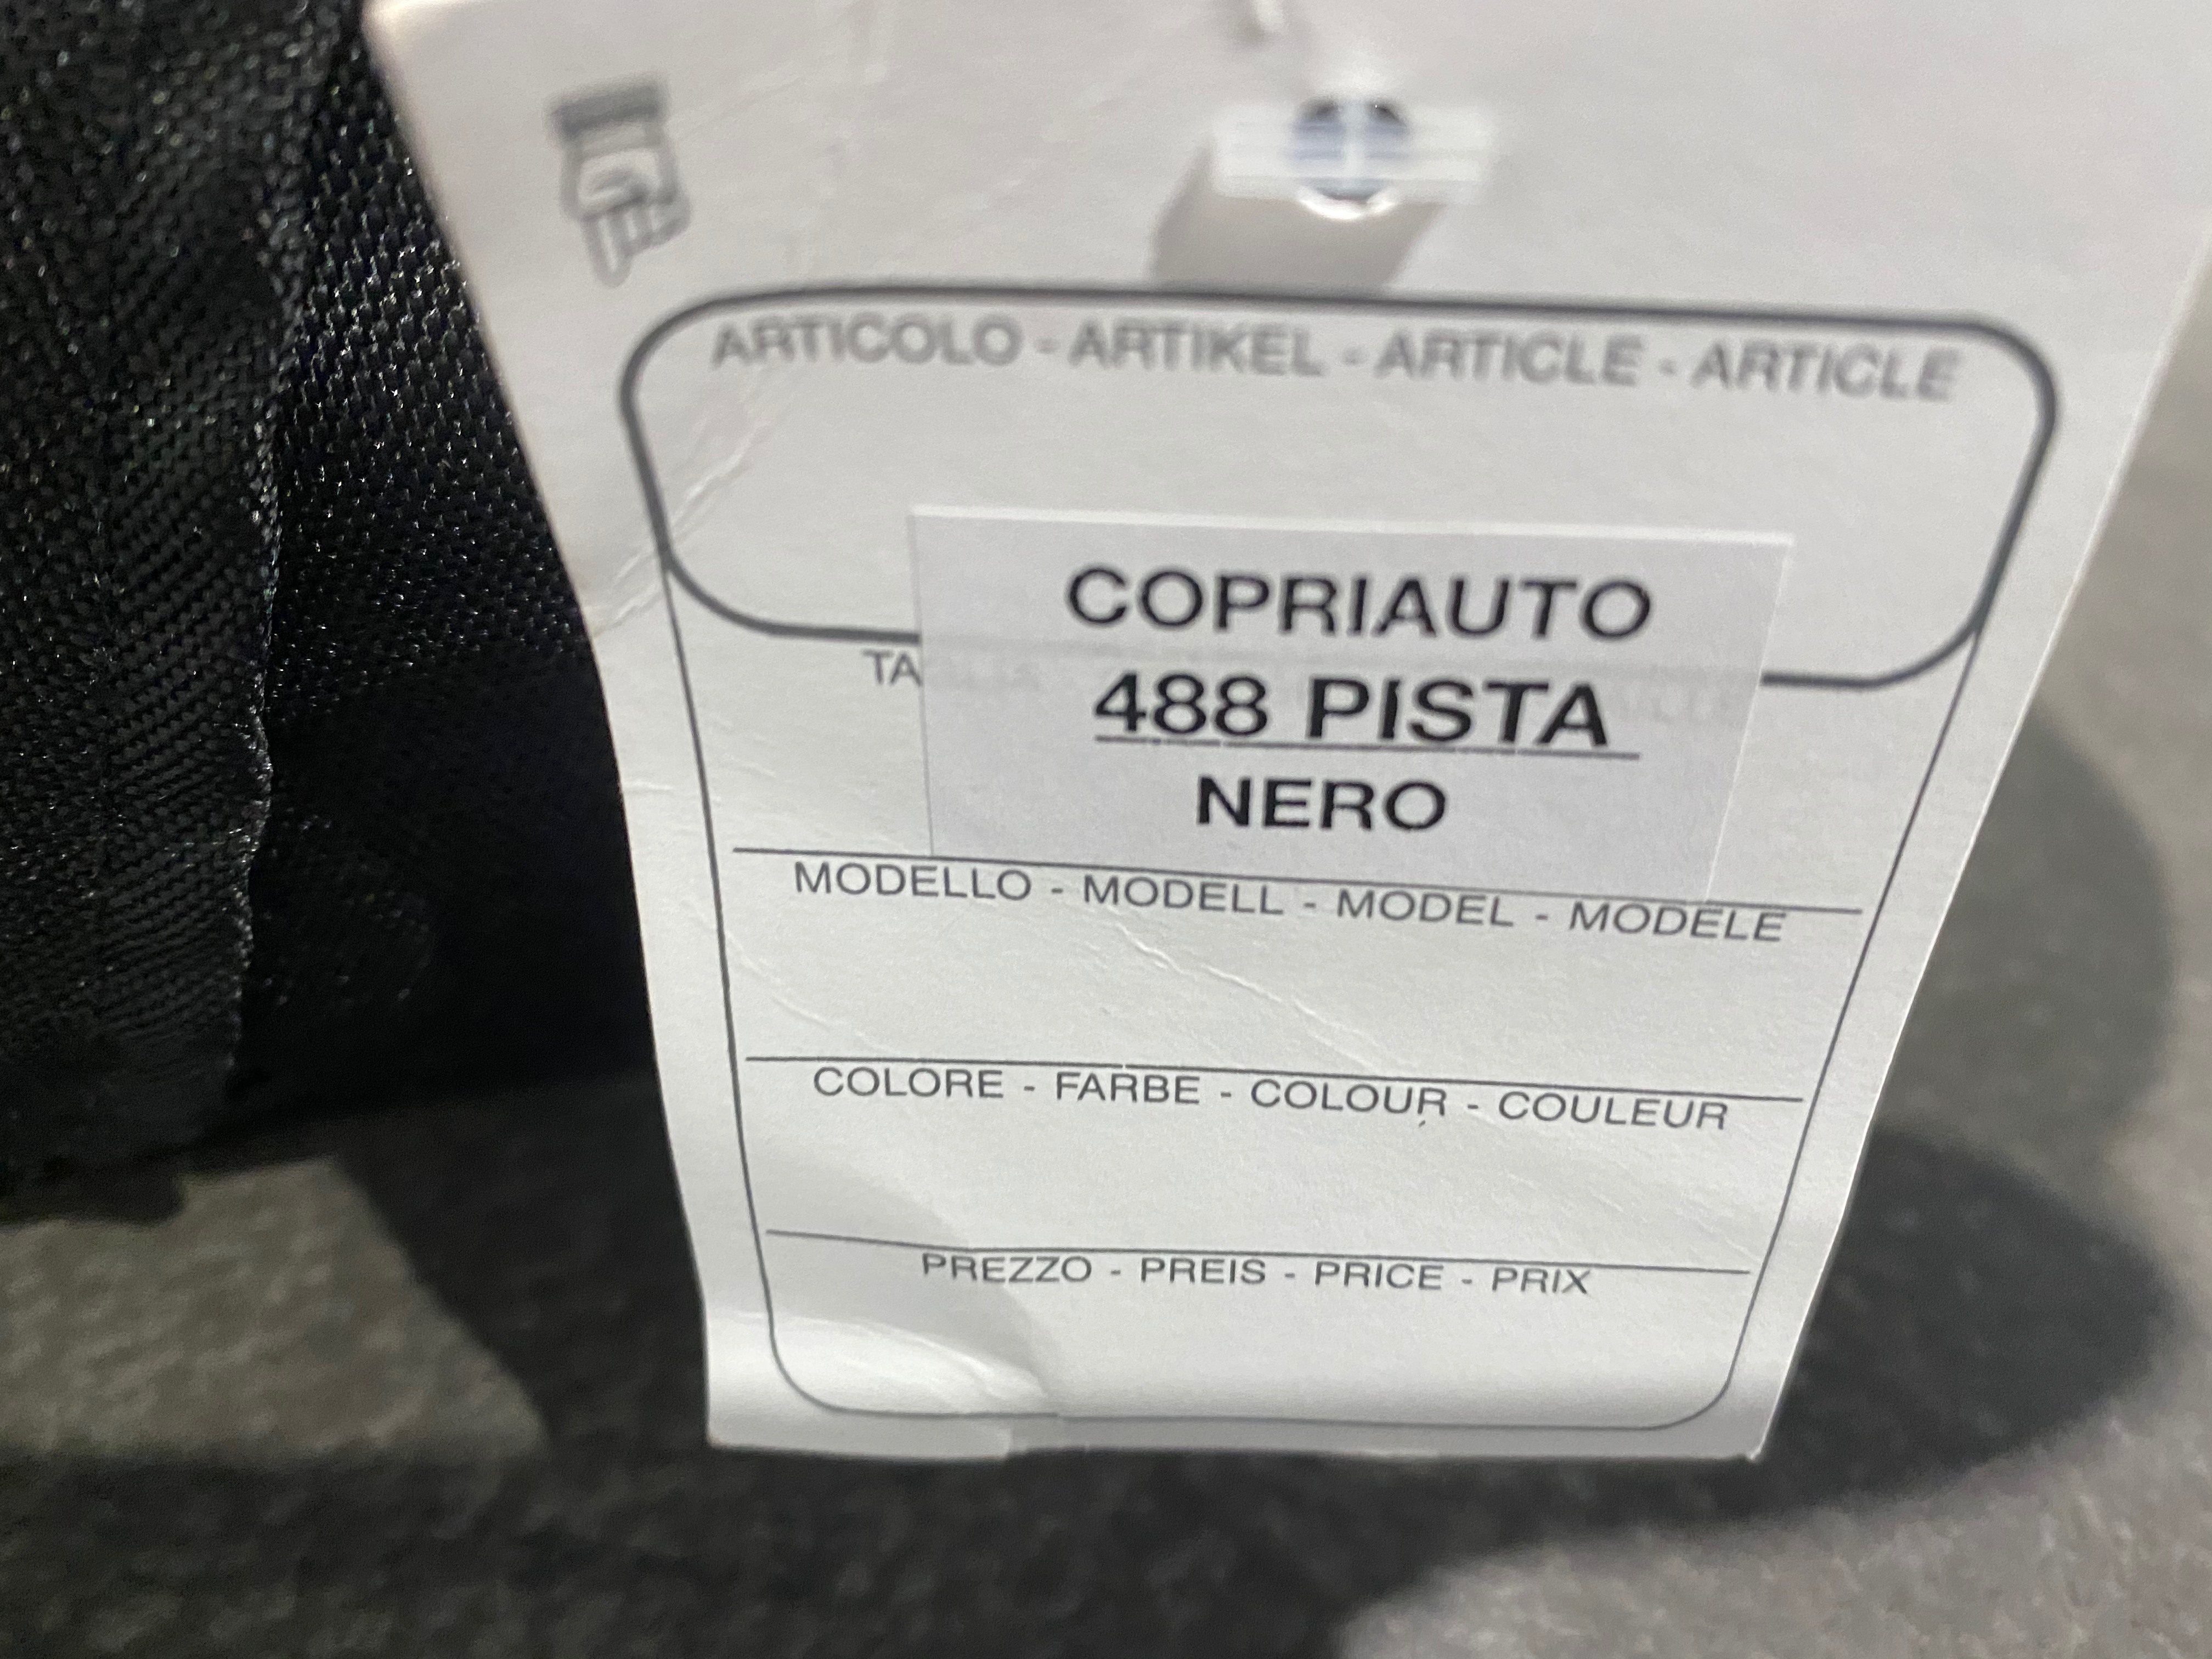 ARTICOLO - ARTIKEL - ARTICLE - ARTICLE
COPRIAUTO
TA
488 PISTA
NERO
MODELLO - MODELL - MODEL - MODELE
COLORE - FARBE - COLOUR - COULEUR
PREZZO - PREIS - PRICE - PRIX